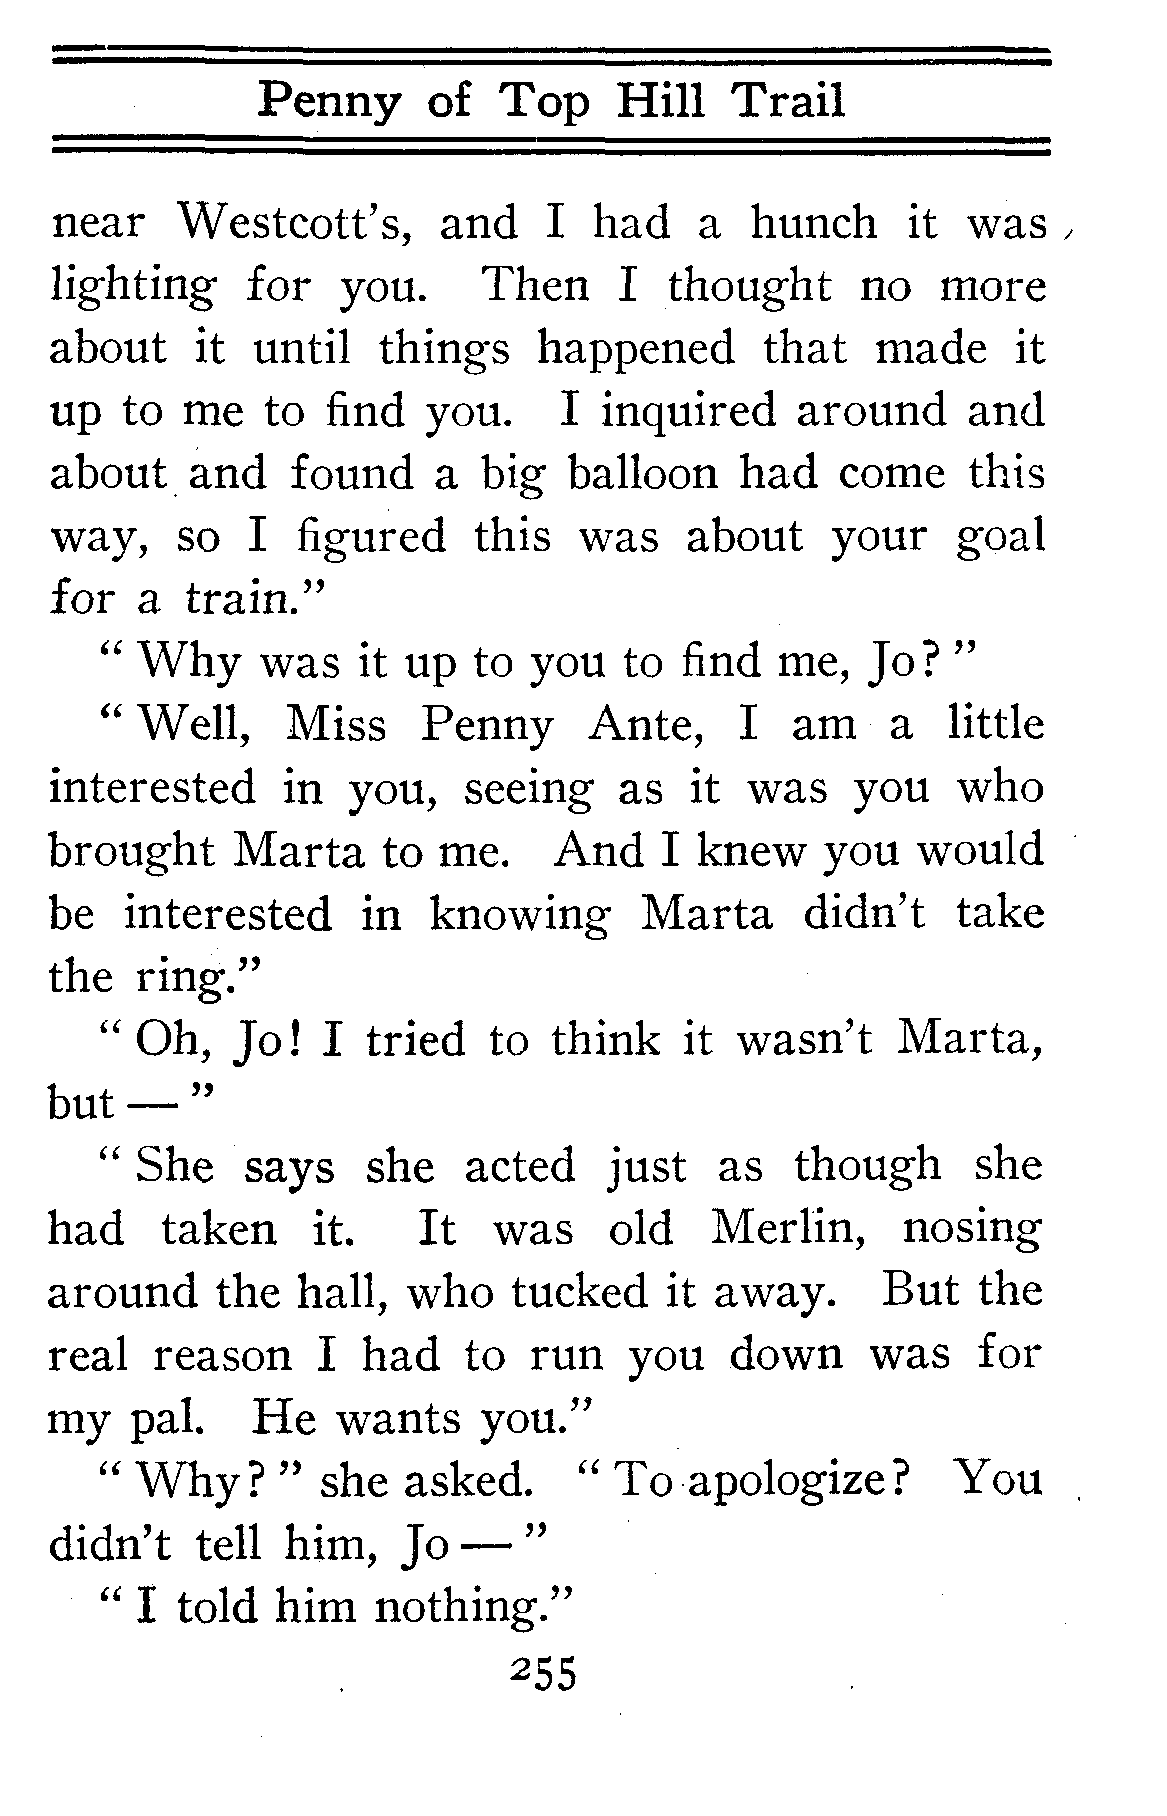 Penny of Top Hill Trail
near Westcott's, and I had a hunch it was
lighting for you. Then I thought no more
about it until things happened that made it
up to me to find you. I inquired around and
about and found a big balloon had come this
way, so I figured this was about your goal
for a train."
" Why was it up to you to find me, Jo? "
" Well, Miss Penny Ante, I am a little
interested in you, seeing as it was you who
brought Marta to me. And I knew you would
be interested in knowing Marta didn't take
the ring."
" Oh, Jo! I tried to think it wasn't Marta,
but — "
" She says she acted just as though she
had taken it. It was old Merlin, nosing
around the hall, who tucked it away. But the
real reason I had to run you down was for
my pal. He wants you."
" Why? " she asked. " To apologize? You
didn't tell him, Jo — "
" I told him nothing."
255